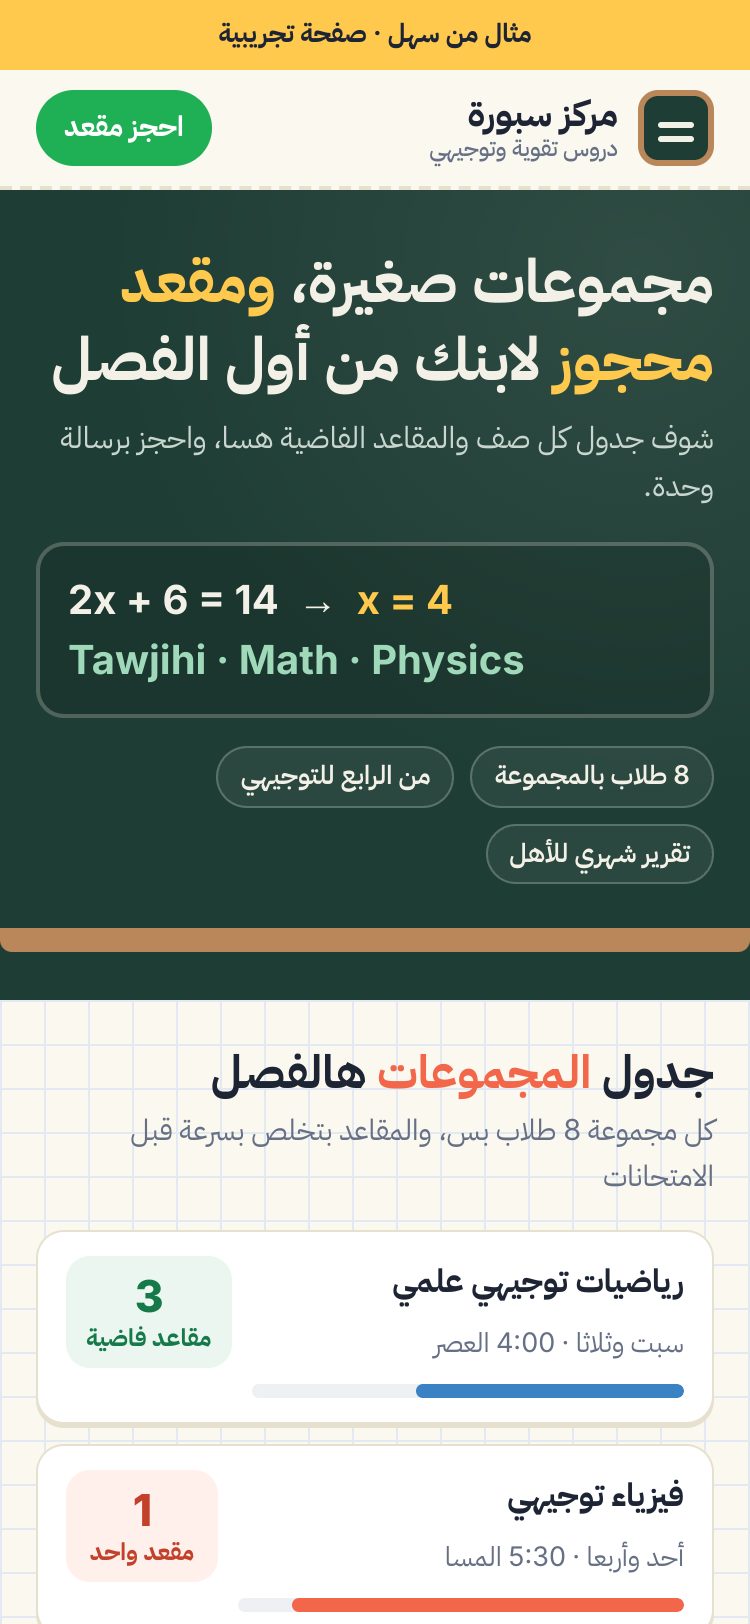 مثال من سهل · صفحة تجريبية
مركز سبورة
دروس تقوية وتوجيهي
احجز مقعد
مجموعات صغيرة، ومقعد
محجوز لابنك من أول الفصل
شوف جدول كل صف والمقاعد الفاضية هسا، واحجز برسالة
وحدة.
2x + 6 = 14 → x = 4
Tawjihi · Math · Physics
8 طلاب بالمجموعة
من الرابع للتوجيهي
تقرير شهري للأهل
جدول المجموعات هالفصل
كل مجموعة 8 طلاب بس، والمقاعد بتخلص بسرعة قبل
الامتحانات
رياضيات توجيهي علمي
سبت وثلاثا · 4:00 العصر
3
مقاعد فاضية
فيزياء توجيهي
أحد وأربعا · 5:30 المسا
1
مقعد واحد